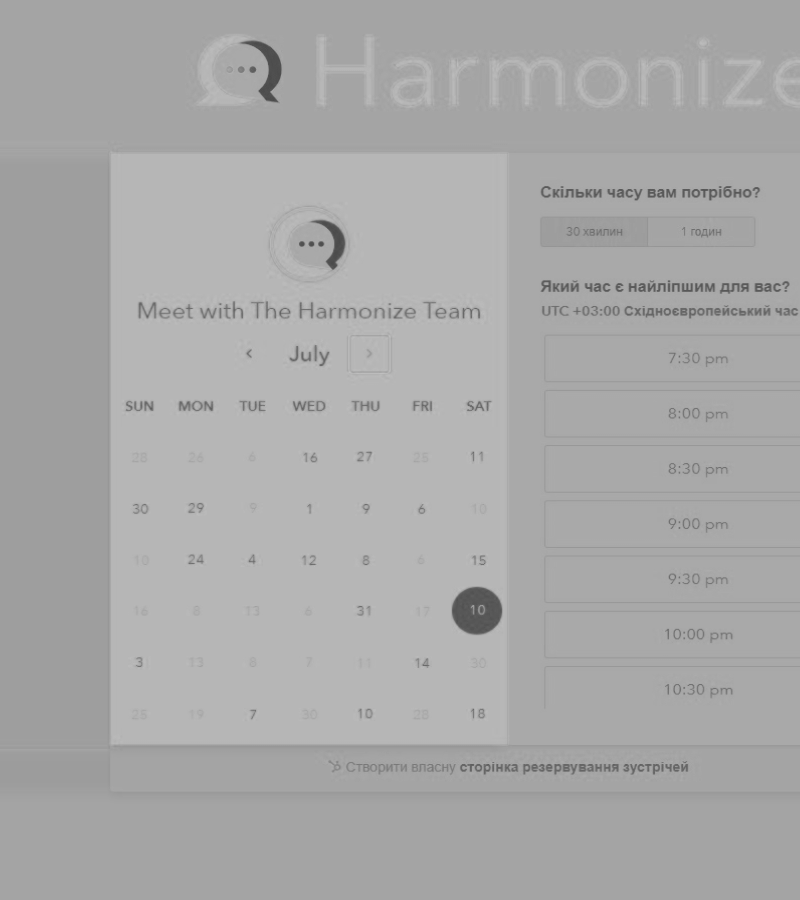 Harmonize
Meet with The Harmonize Team
July
SUN MON TUE WED THU FRI SAT
28 26 6 16 27 25 11
30 29 9 1 9 6 10
10 24 4 12 8 6 15
16 8 13 6 31 17 10
3 13 8 7 11 14 30
25 19 7 30 10 28 18
Скільки часу вам потрібно?
30 хвилин 1 годин
Який час є найліпшим для вас?
UTC +03:00 Східноєвропейський час
7:30 pm
8:00 pm
8:30 pm
9:00 pm
9:30 pm
10:00 pm
10:30 pm
Створити власну сторінка резервування зустрічей